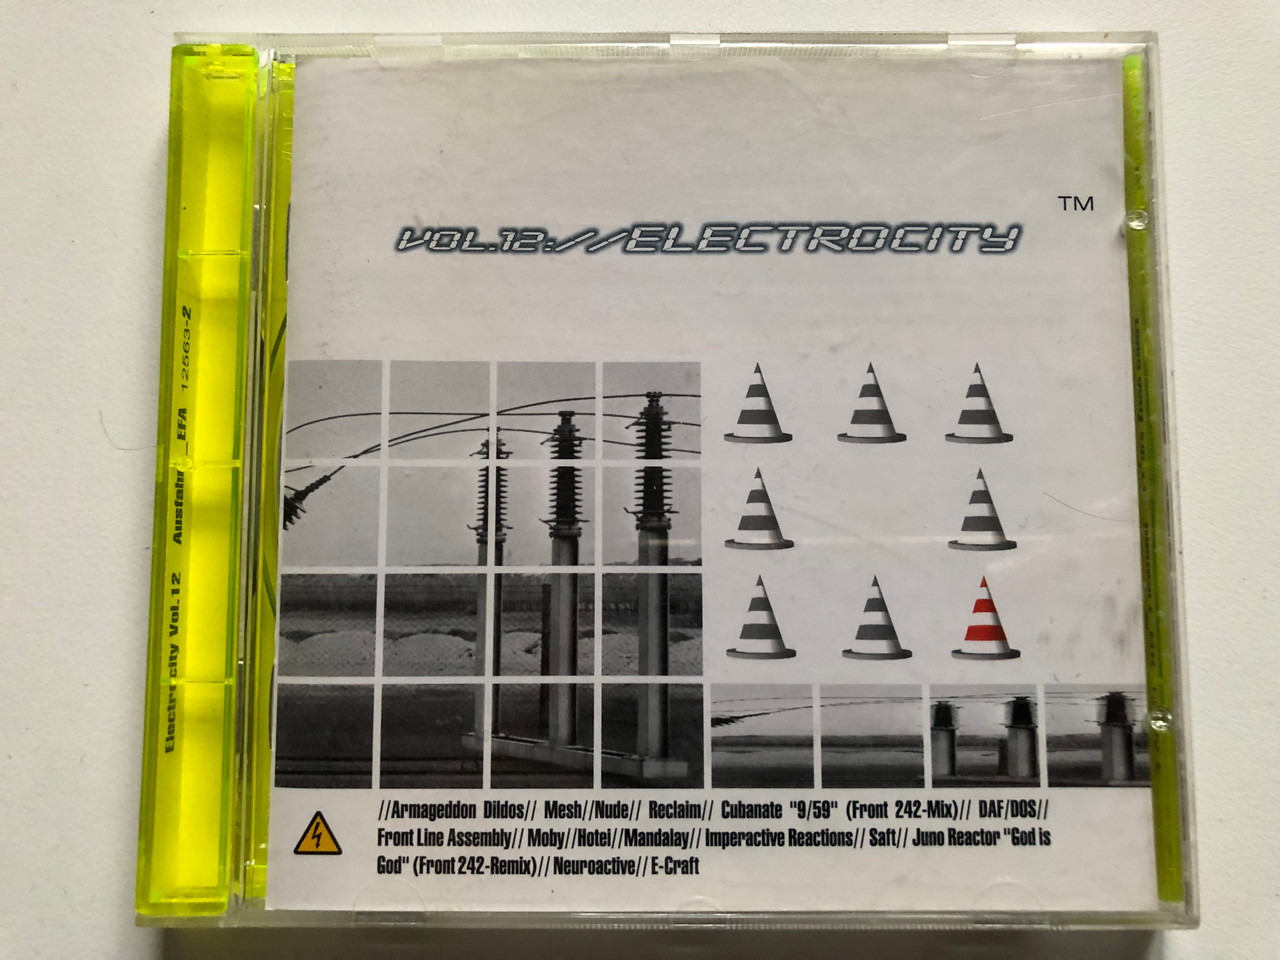 TM
VOL.12://ELECTROCITY
Electrocity Vol.12 Ausfahrt_EFA 12563-2
//Armageddon Dildos// Mesh//Nude// Reclaim// Cubanate "9/59" (Front 242-Mix)// DAF/DOS//
Front Line Assembly// Moby//Hotei//Mandalay// Imperactive Reactions// Saft// Juno Reactor "God is
God" (Front 242-Remix)// Neuroactive// E-Craft